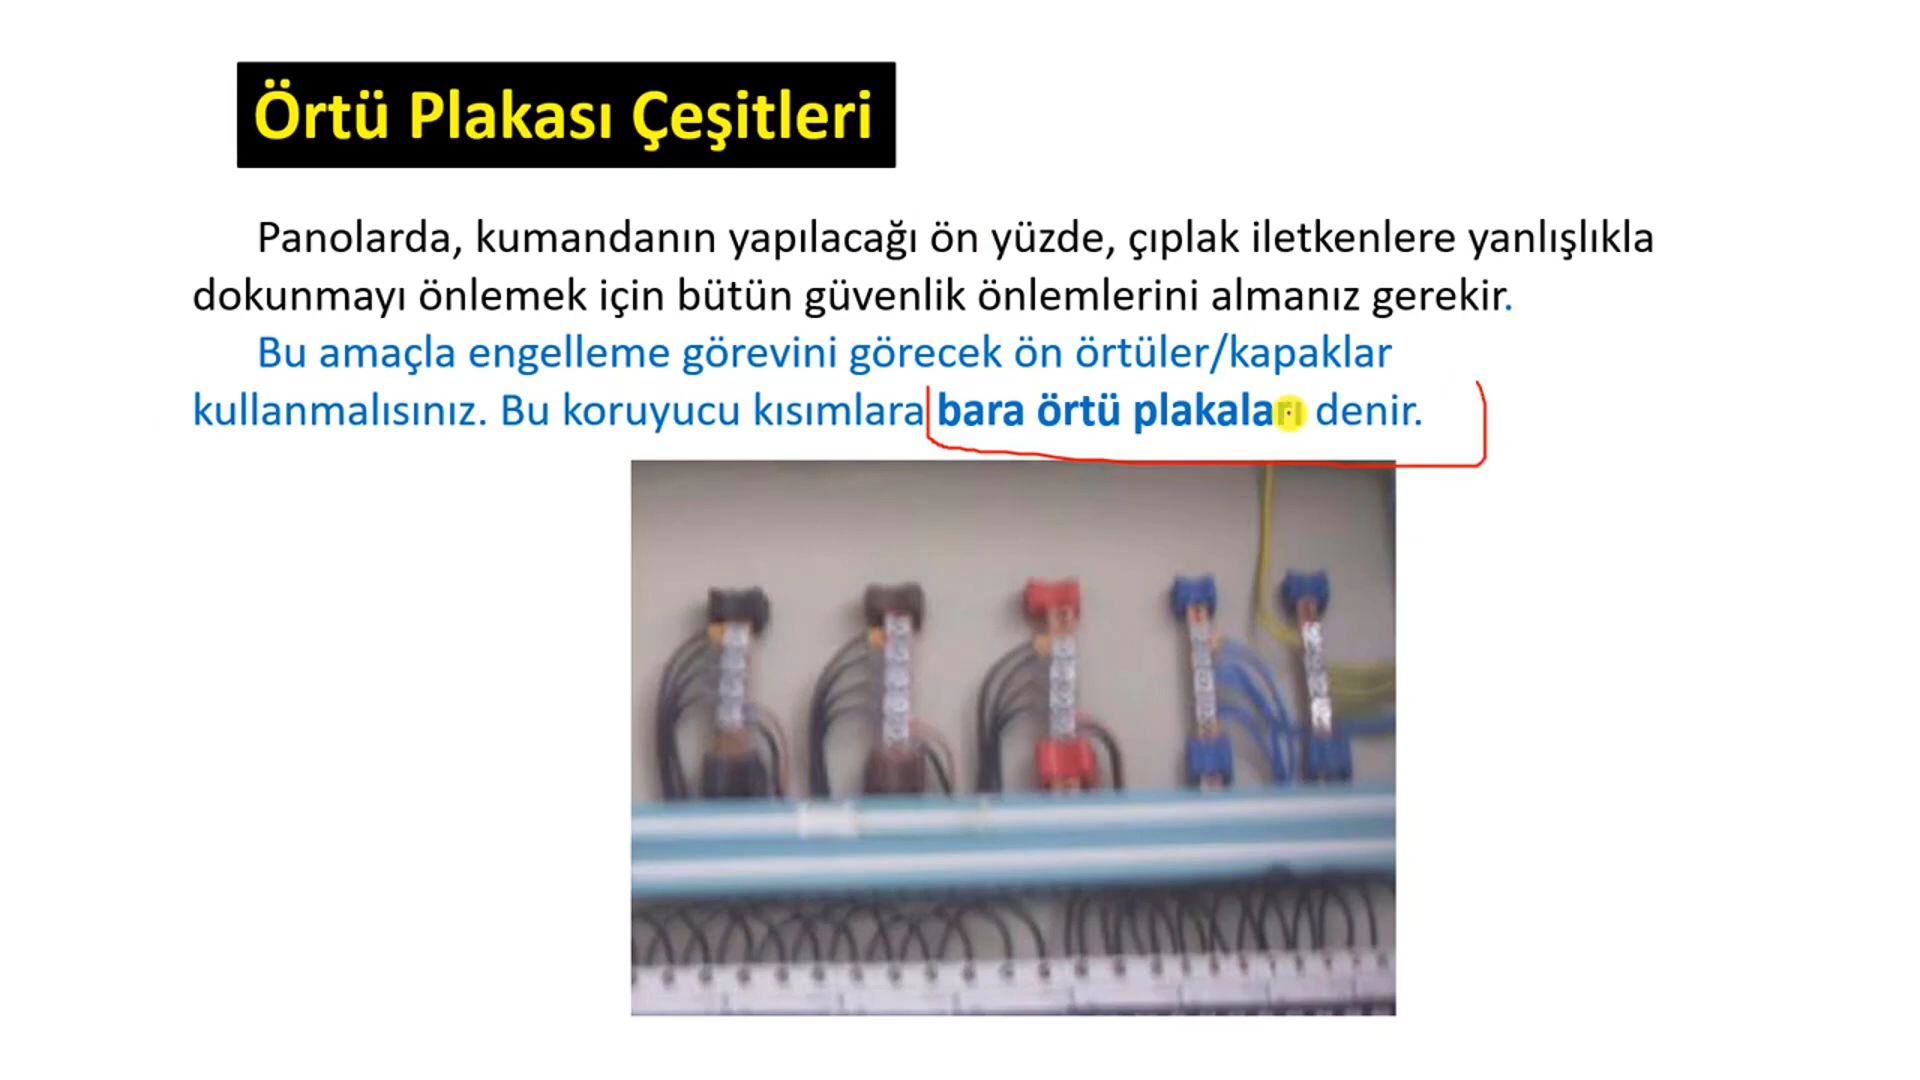 Örtü Plakası Çeşitleri
Panolarda, kumandanın yapılacağı ön yüzde, çıplak iletkenlere yanlışlıkla
dokunmayı önlemek için bütün güvenlik önlemlerini almanız gerekir.
Bu amaçla engelleme görevini görecek ön örtüler/kapaklar
kullanmalısınız. Bu koruyucu kısımlara bara örtü plakaları denir.